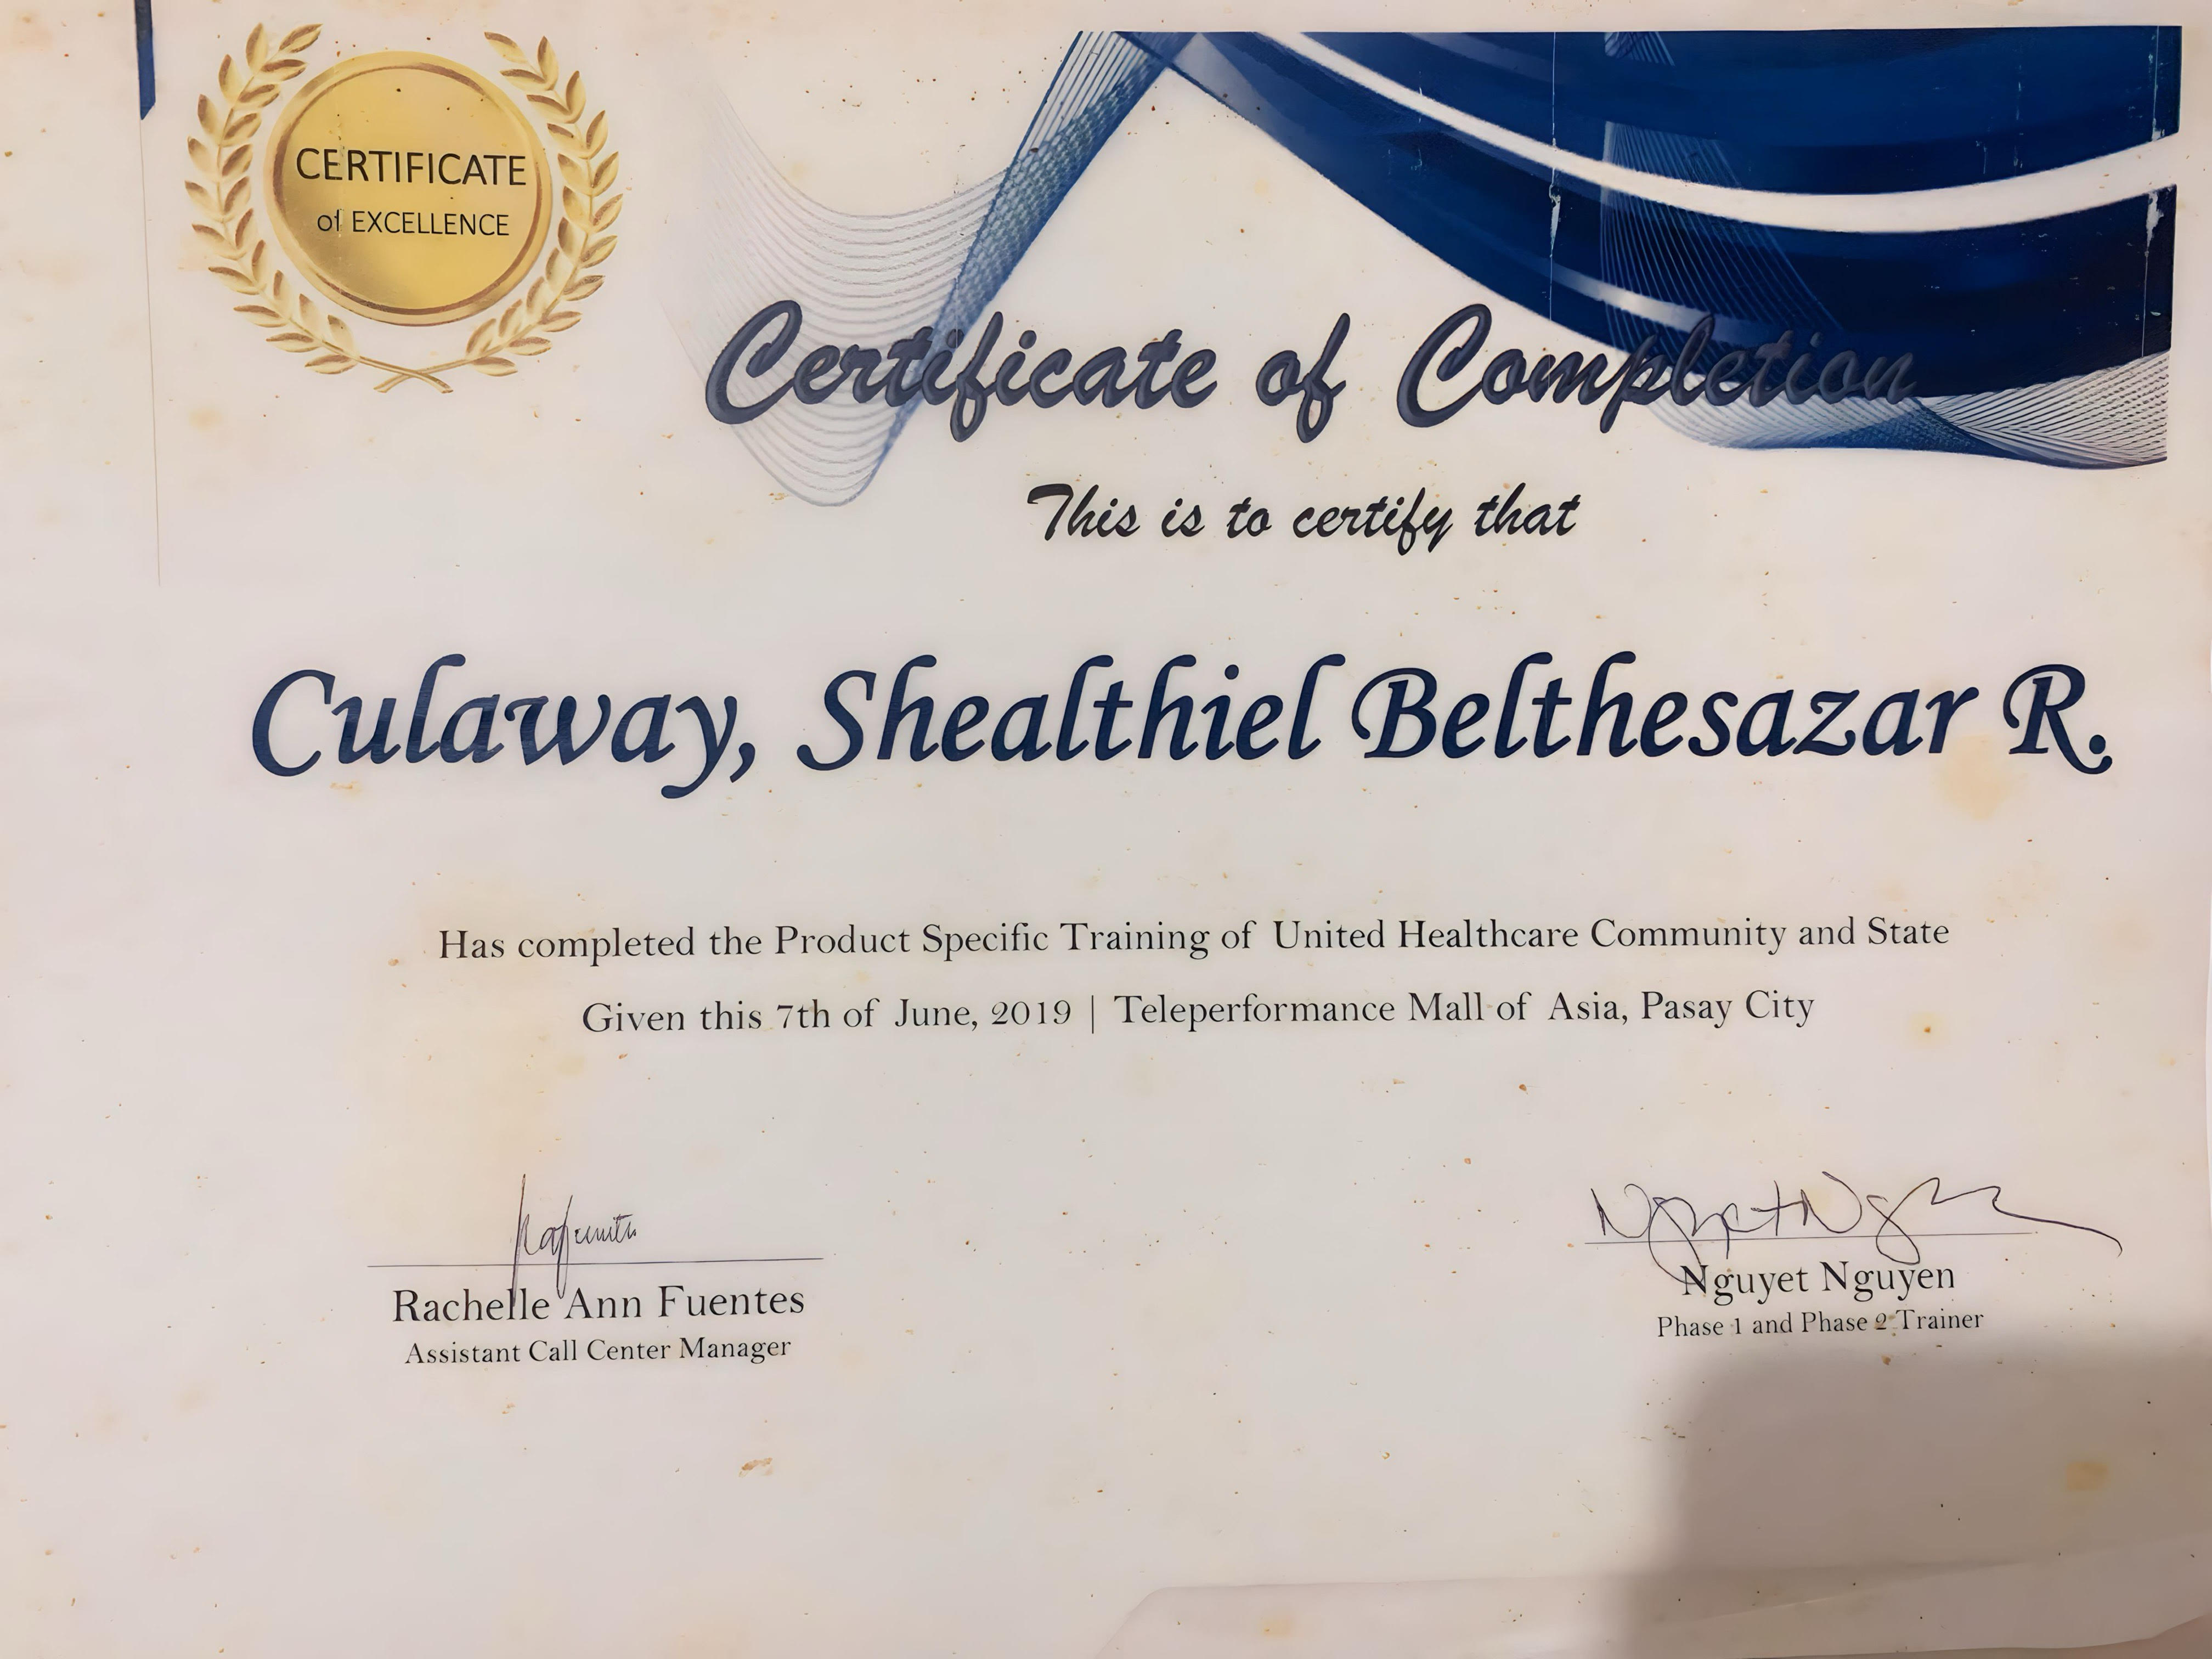 CERTIFICATE
of EXCELLENCE
Certificate of Completion
This is to certify that
Culaway, Shealthiel Belthesazar R.
Has completed the Product Specific Training of United Healthcare Community and State
Given this 7th of June, 2019 | Teleperformance Mall of Asia, Pasay City
Rachelle Ann Fuentes
Assistant Call Center Manager
Nguyet Nguyen
Phase 1 and Phase 2 Trainer